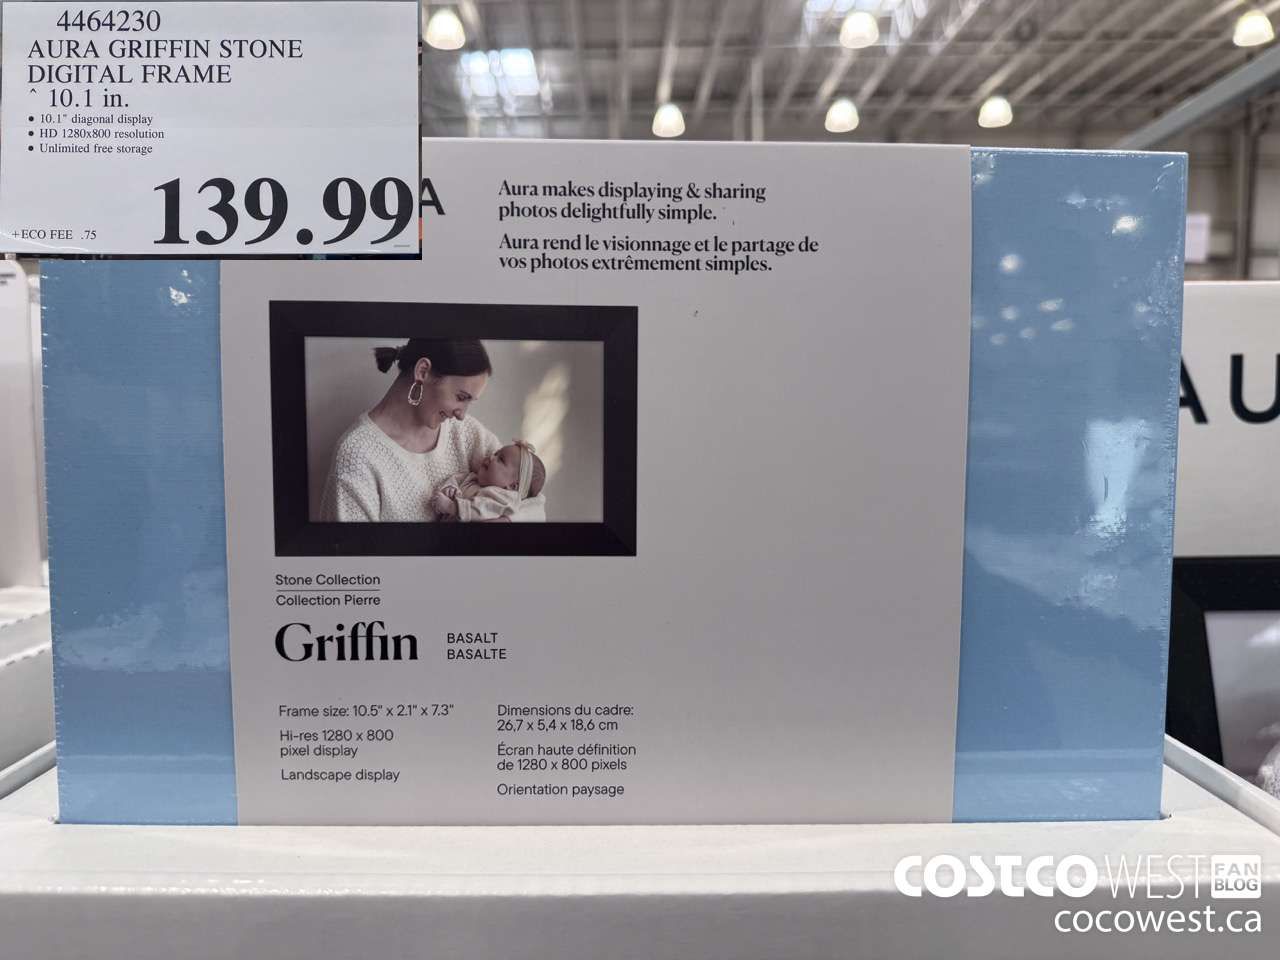 4464230
AURA GRIFFIN STONE
DIGITAL FRAME
^ 10.1 in.
• 10.1" diagonal display
• HD 1280x800 resolution
• Unlimited free storage
139.99
+ECO FEE .75
A
Aura makes displaying & sharing
photos delightfully simple.
Aura rend le visionnage et le partage de
vos photos extrêmement simples.
AU
Stone Collection
Collection Pierre
Griffin
BASALT
BASALTE
Frame size: 10.5" x 2.1" x 7.3"
Hi-res 1280 x 800
pixel display
Landscape display
Dimensions du cadre:
26,7 x 5,4 x 18,6 cm
Écran haute définition
de 1280 x 800 pixels
Orientation paysage
COSTCO WEST FAN BLOG
cocowest.ca